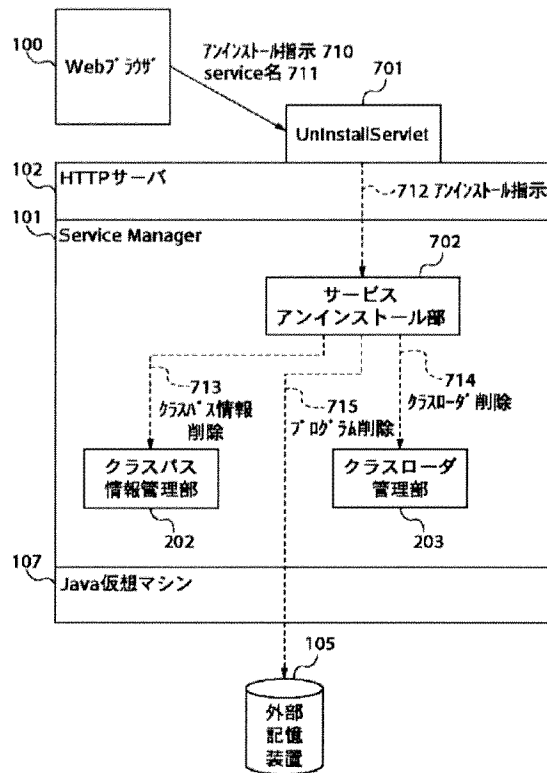 100
Webブラウザ
アンインストール指示 710
service名 711
701
UnInstallServlet
102
HTTPサーバ
712 アンインストール指示
101
Service Manager
702
サービス
アンインストール部
713
クラスパス情報
削除
715
プログラム削除
714
クラスローダ削除
クラスパス
情報管理部
202
クラスローダ
管理部
203
107
Java仮想マシン
105
外部
記憶
装置